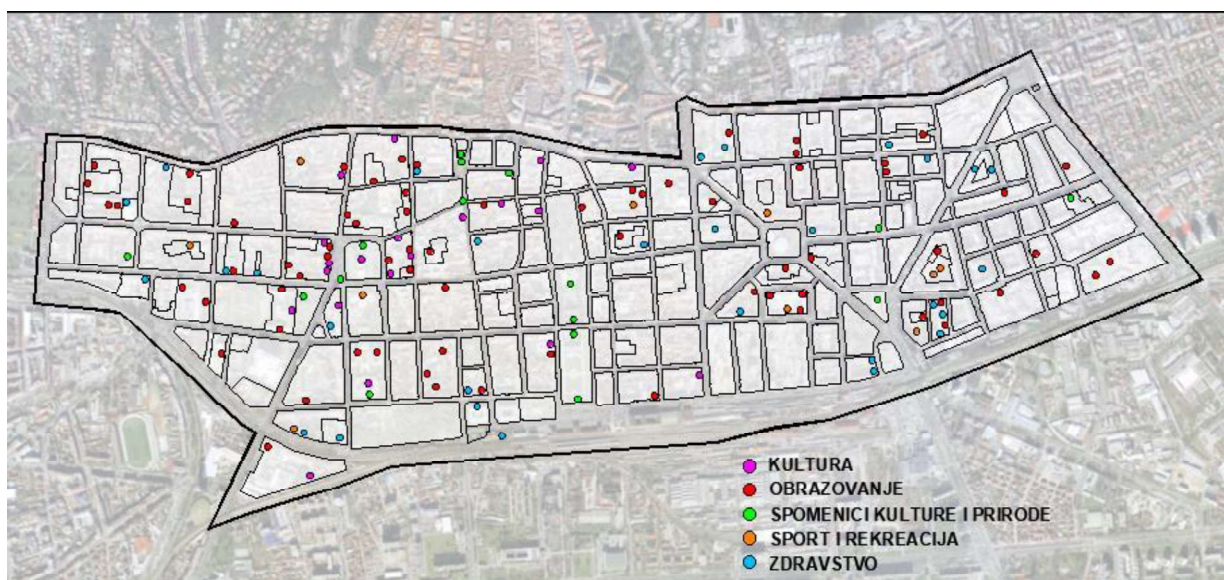 KULTURA
OBRAZOVANJE
SPOMENICI KULTURE I PRIRODE
SPORT I REKREACIJA
ZDRAVSTVO